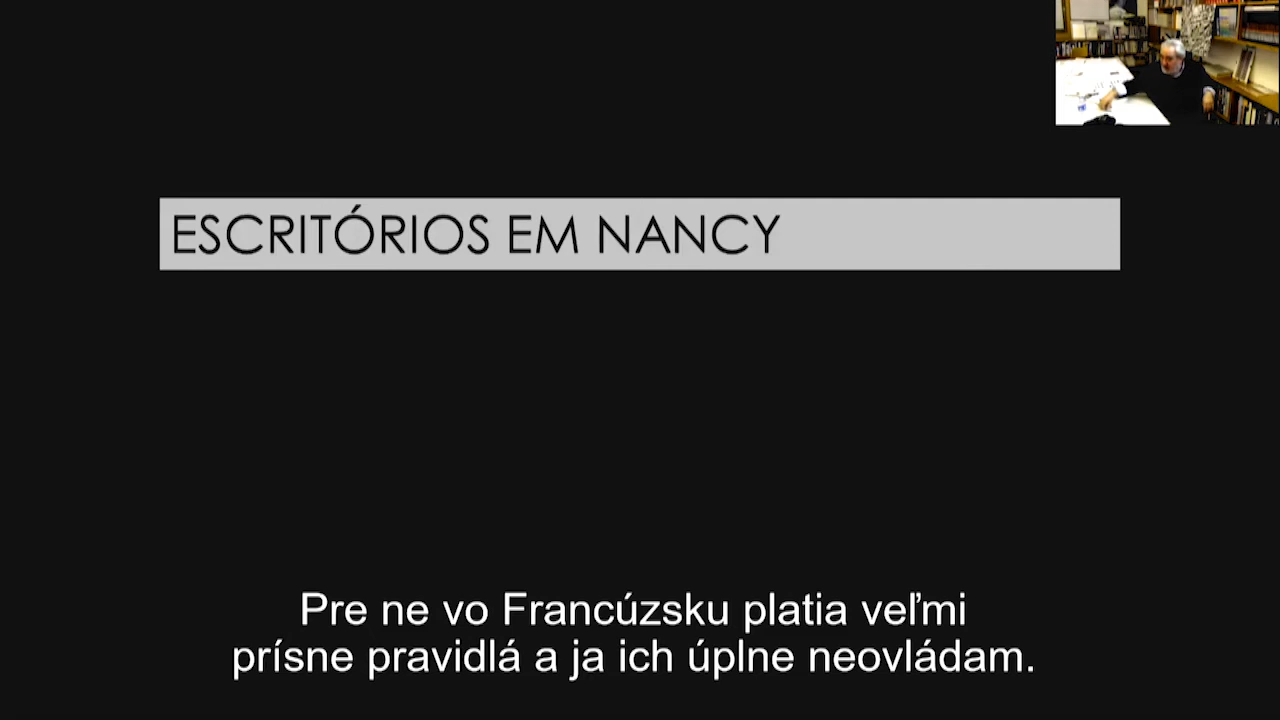 ESCRITÓRIOS EM NANCY
Pre ne vo Francúzsku platia veľmi
prísne pravidlá a ja ich úplne neovládam.